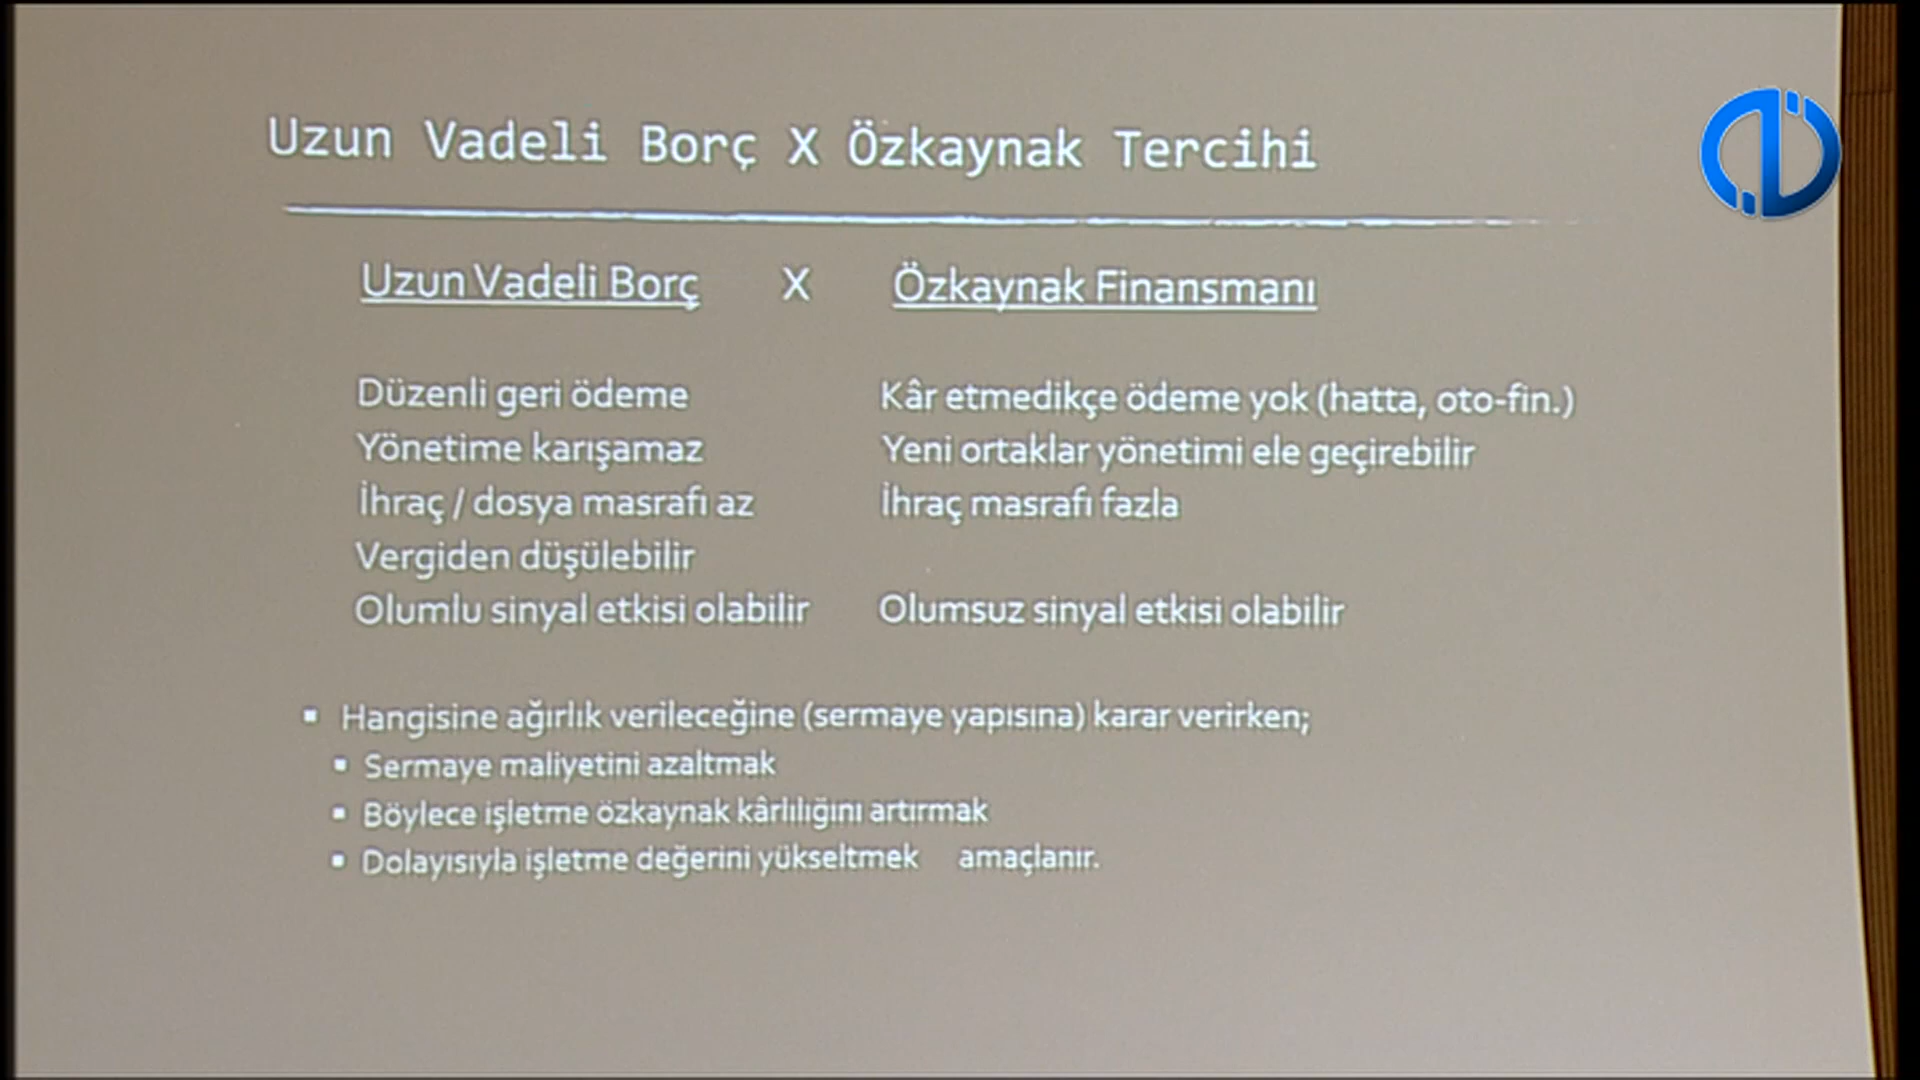 Uzun Vadeli Borç X Özkaynak Tercihi
Uzun Vadeli Borç X Özkaynak Finansmanı
Düzenli geri ödeme Kâr etmedikçe ödeme yok (hatta, oto-fin.)
Yönetime karışamaz Yeni ortaklar yönetimi ele geçirebilir
İhraç / dosya masrafı az İhraç masrafı fazla
Vergiden düşülebilir
Olumlu sinyal etkisi olabilir Olumsuz sinyal etkisi olabilir
▪ Hangisine ağırlık verileceğine (sermaye yapısına) karar verirken;
▪ Sermaye maliyetini azaltmak
▪ Böylece işletme özkaynak kârlılığını artırmak
▪ Dolayısıyla işletme değerini yükseltmek amaçlanır.